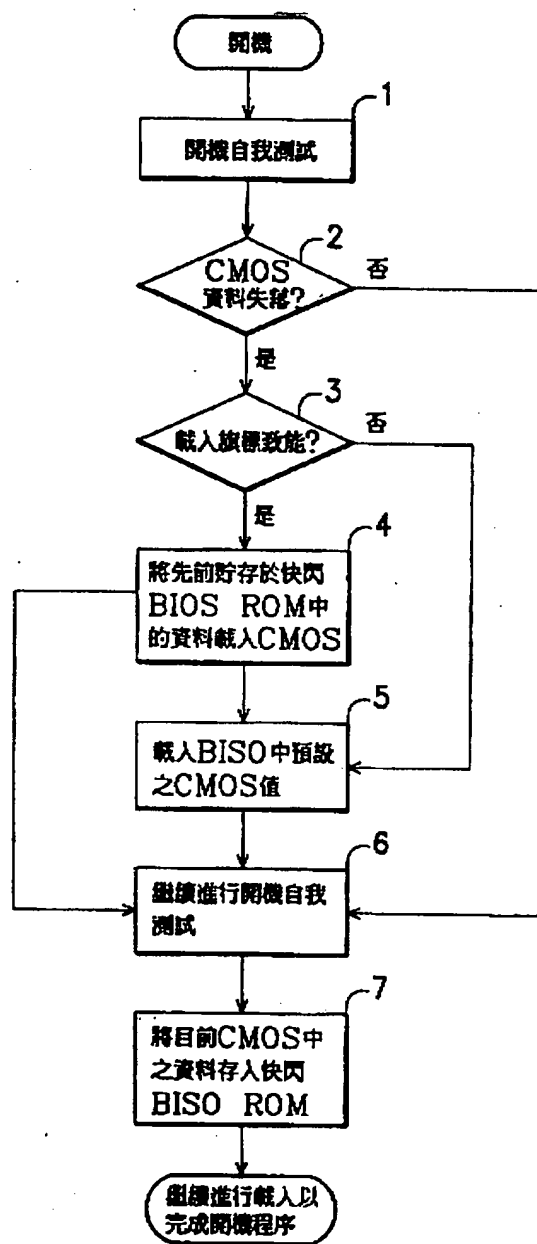 開機
1
開機自我測試
2
CMOS
資料失落?
否
是
3
載入旗標致能?
否
是
4
將先前貯存於快閃
BIOS ROM中
的資料載入CMOS
5
載入BISO中預設
之CMOS值
6
繼續進行開機自我
測試
7
將目前CMOS中
之資料存入快閃
BISO ROM
繼續進行載入以
完成開機程序